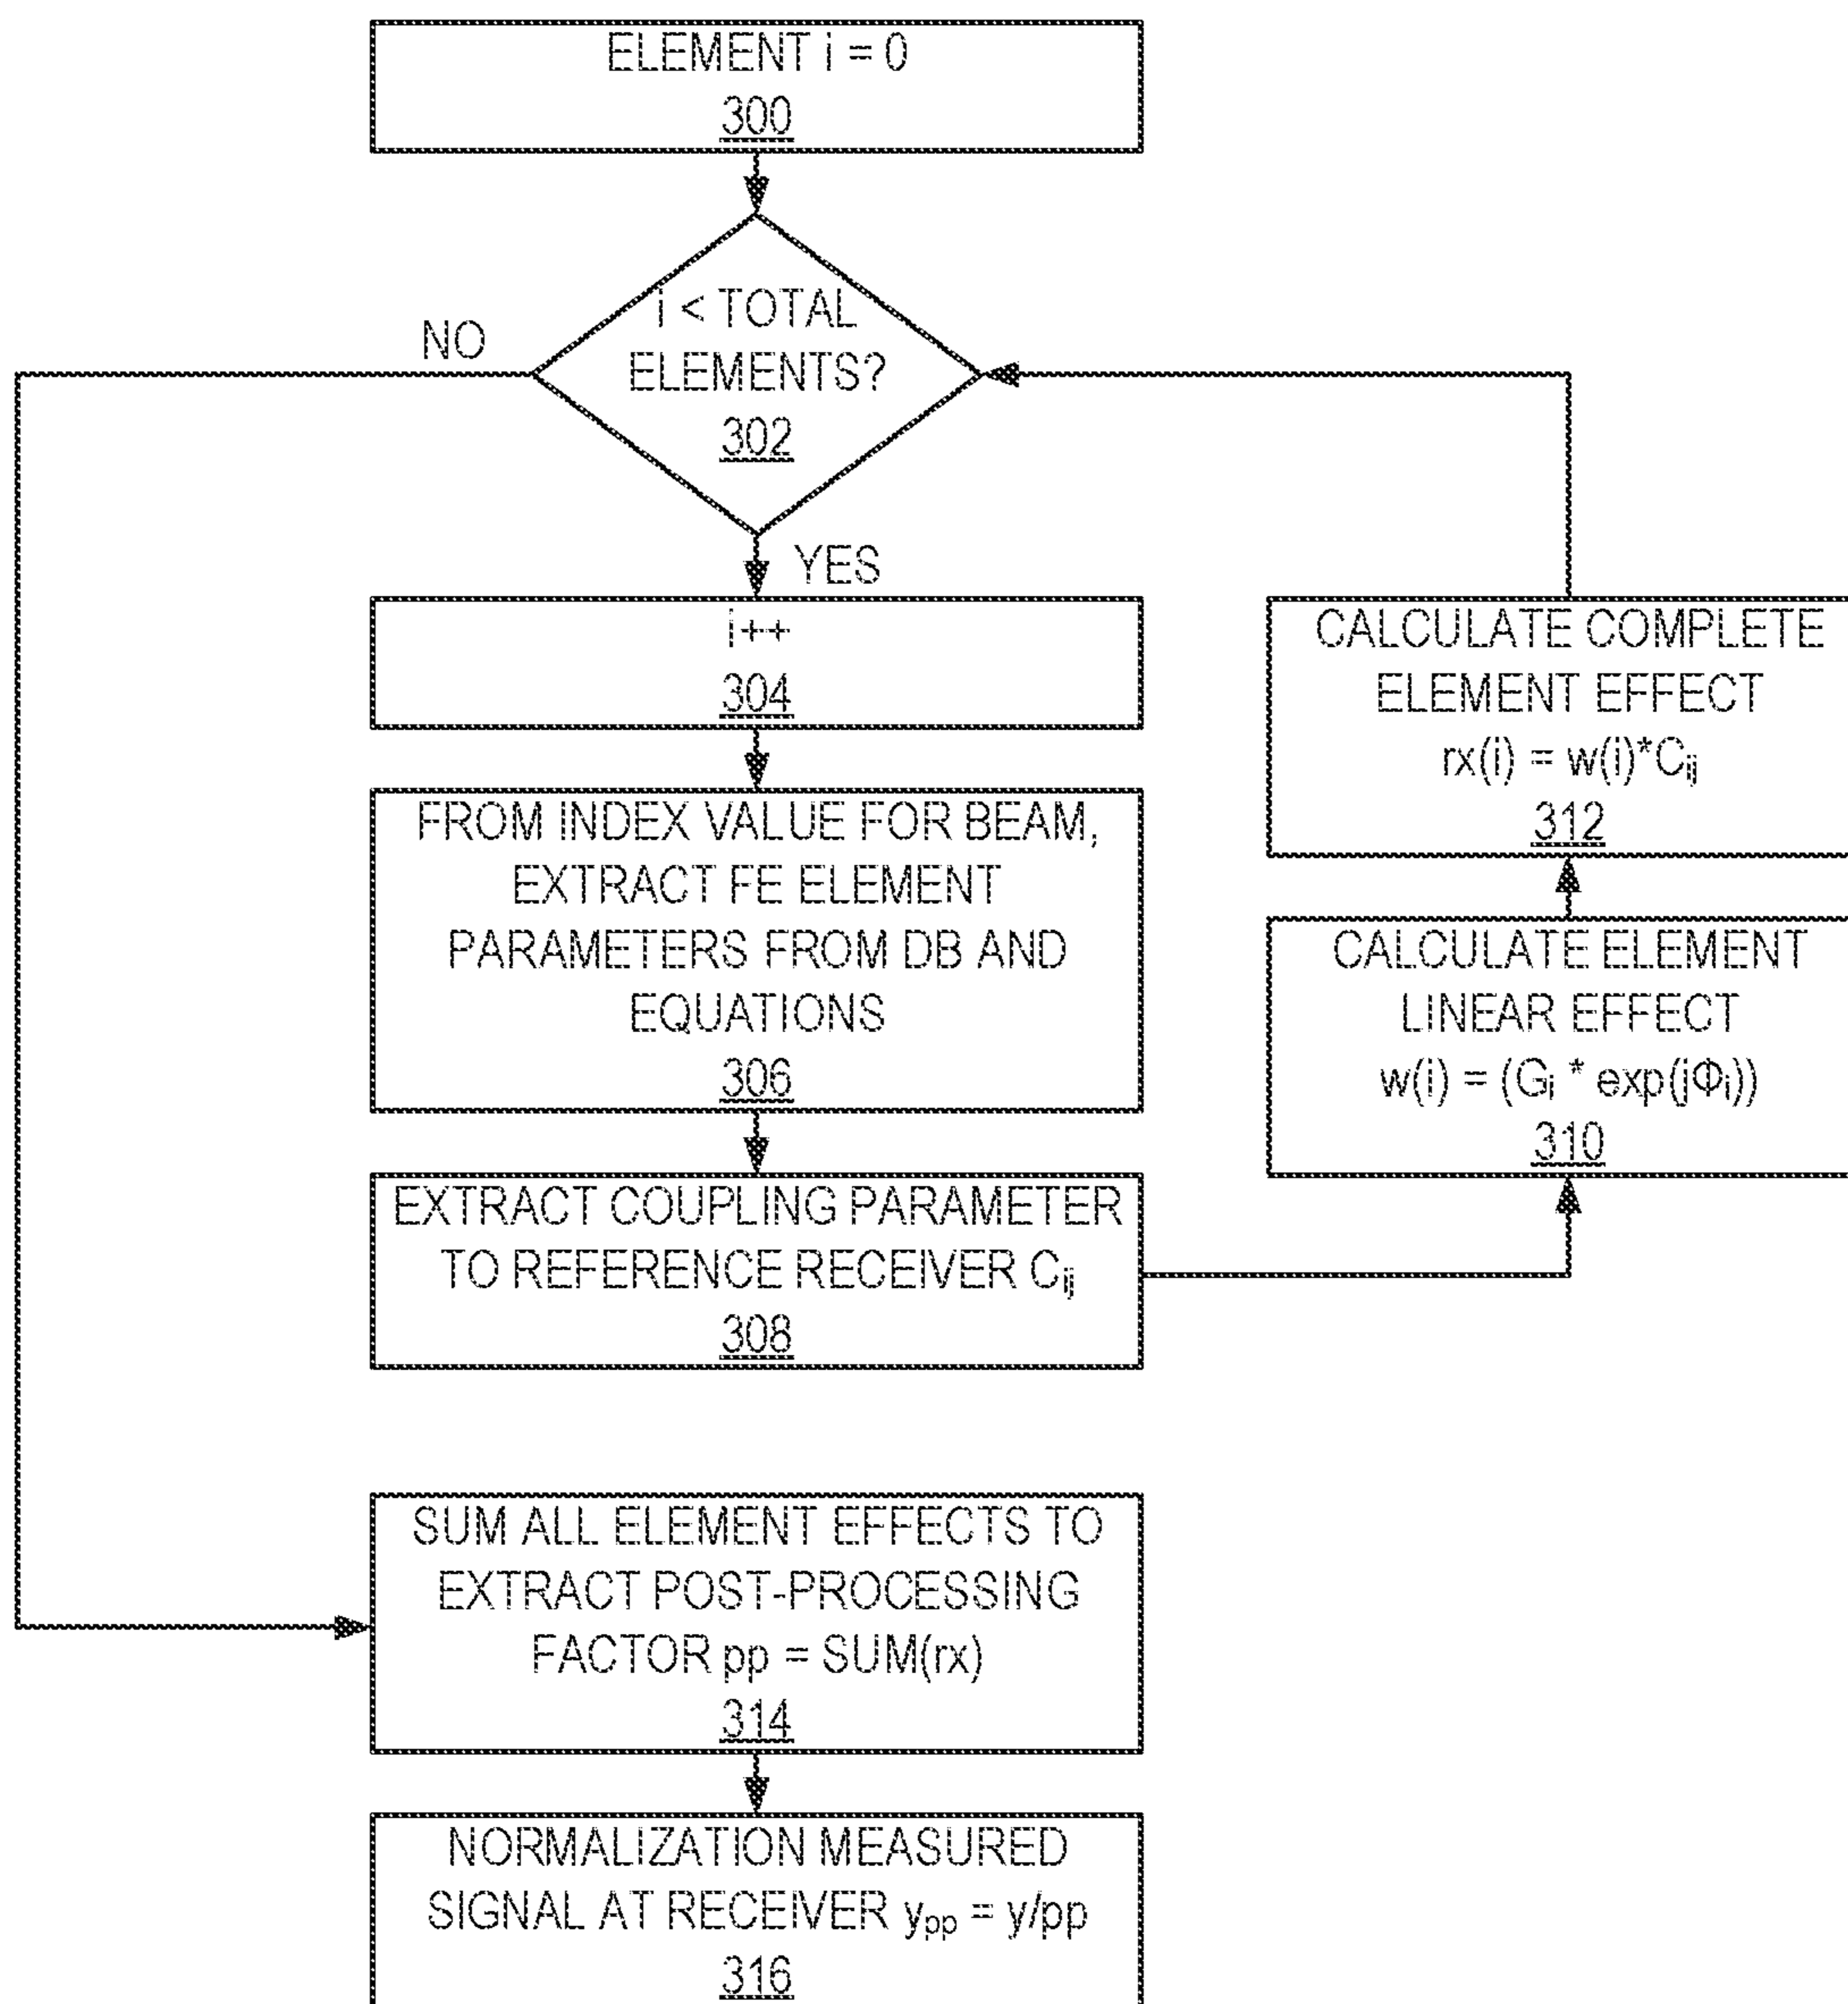 ELEMENT i = 0
300
i < TOTAL
ELEMENTS?
302
NO
YES
i++
304
FROM INDEX VALUE FOR BEAM,
EXTRACT FE ELEMENT
PARAMETERS FROM DB AND
EQUATIONS
306
EXTRACT COUPLING PARAMETER
TO REFERENCE RECEIVER Cij
308
CALCULATE ELEMENT
LINEAR EFFECT
w(i) = (Gi * exp(jΦi))
310
CALCULATE COMPLETE
ELEMENT EFFECT
rx(i) = w(i)*Cij
312
SUM ALL ELEMENT EFFECTS TO
EXTRACT POST-PROCESSING
FACTOR pp = SUM(rx)
314
NORMALIZATION MEASURED
SIGNAL AT RECEIVER ypp = y/pp
316